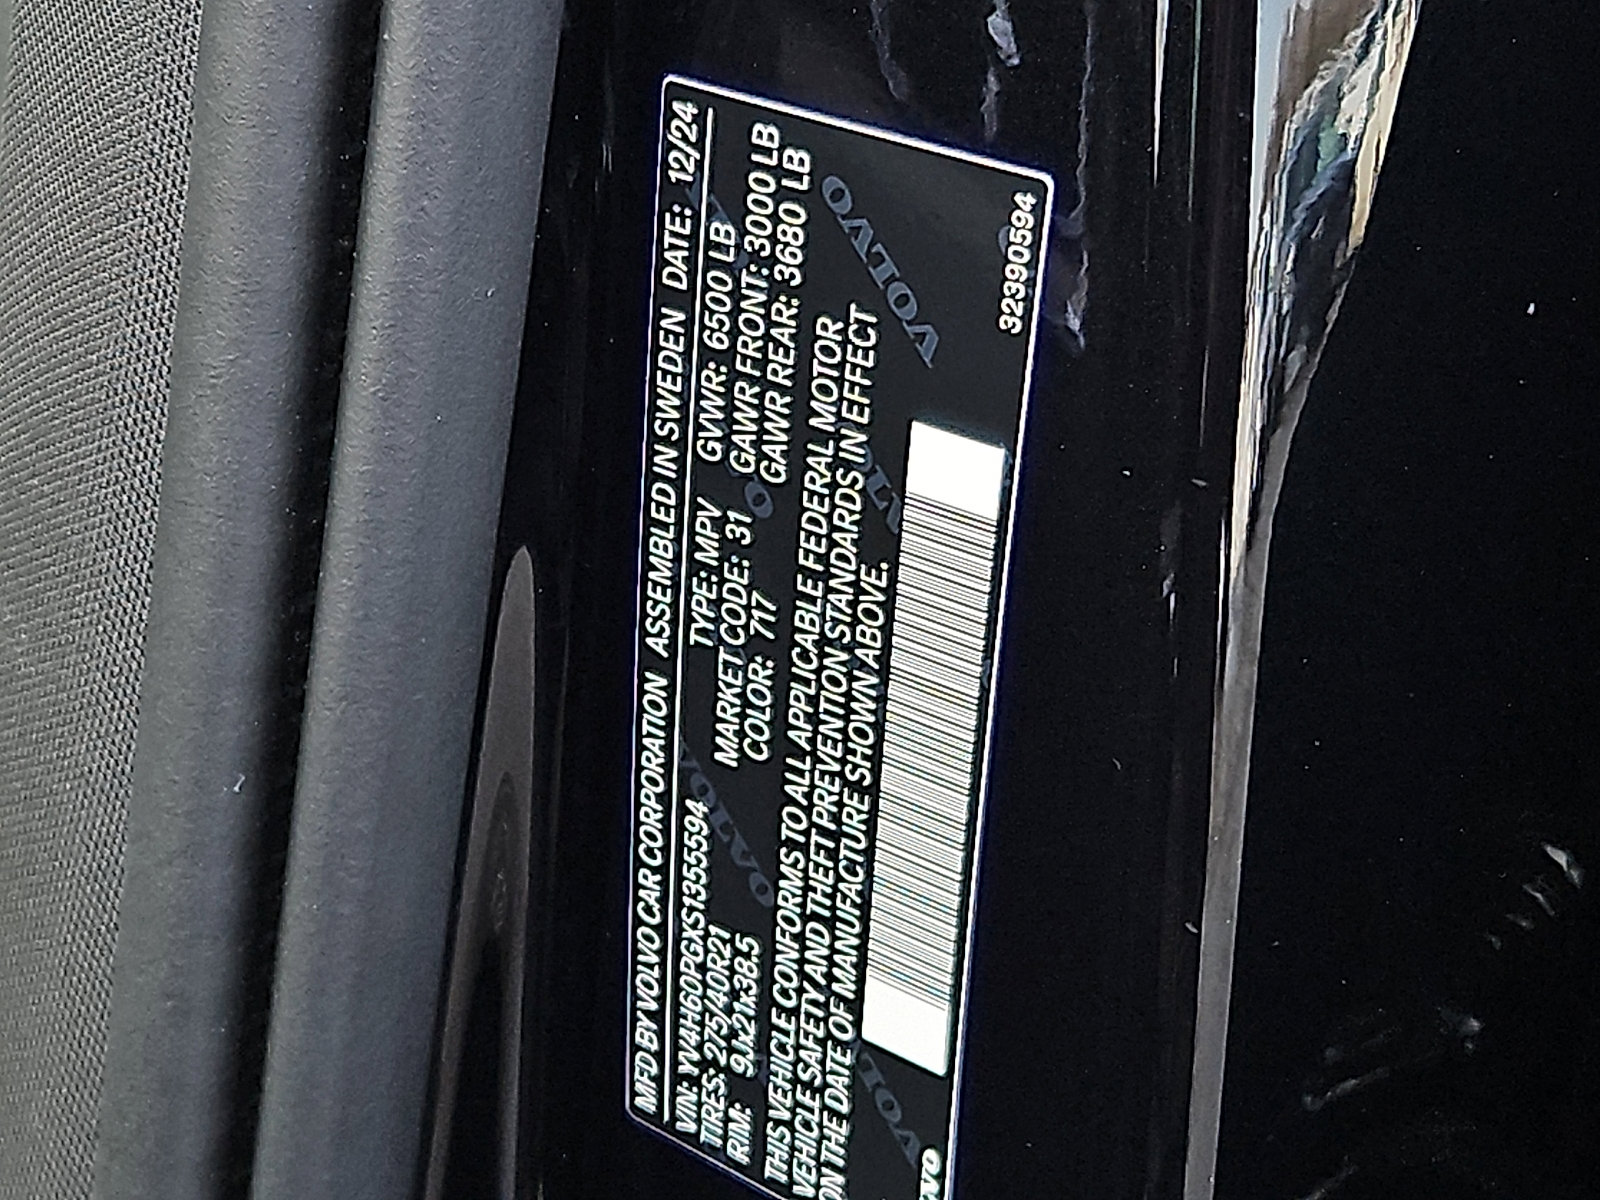 MFD BY VOLVO CAR CORPORATION ASSEMBLED IN SWEDEN DATE: 12/24
VIN: YV4H60PGXS1355594 TYPE: MPV GVWR: 6500 LB
TIRES: 275/40R21 MARKET CODE: 31 GAWR FRONT: 3000 LB
RIM: 9Jx21x38.5 COLOR: 717 GAWR REAR: 3680 LB
THIS VEHICLE CONFORMS TO ALL APPLICABLE FEDERAL MOTOR
VEHICLE SAFETY AND THEFT PREVENTION STANDARDS IN EFFECT
ON THE DATE OF MANUFACTURE SHOWN ABOVE.
VOLVO
VOLVO
VOLVO
32390594